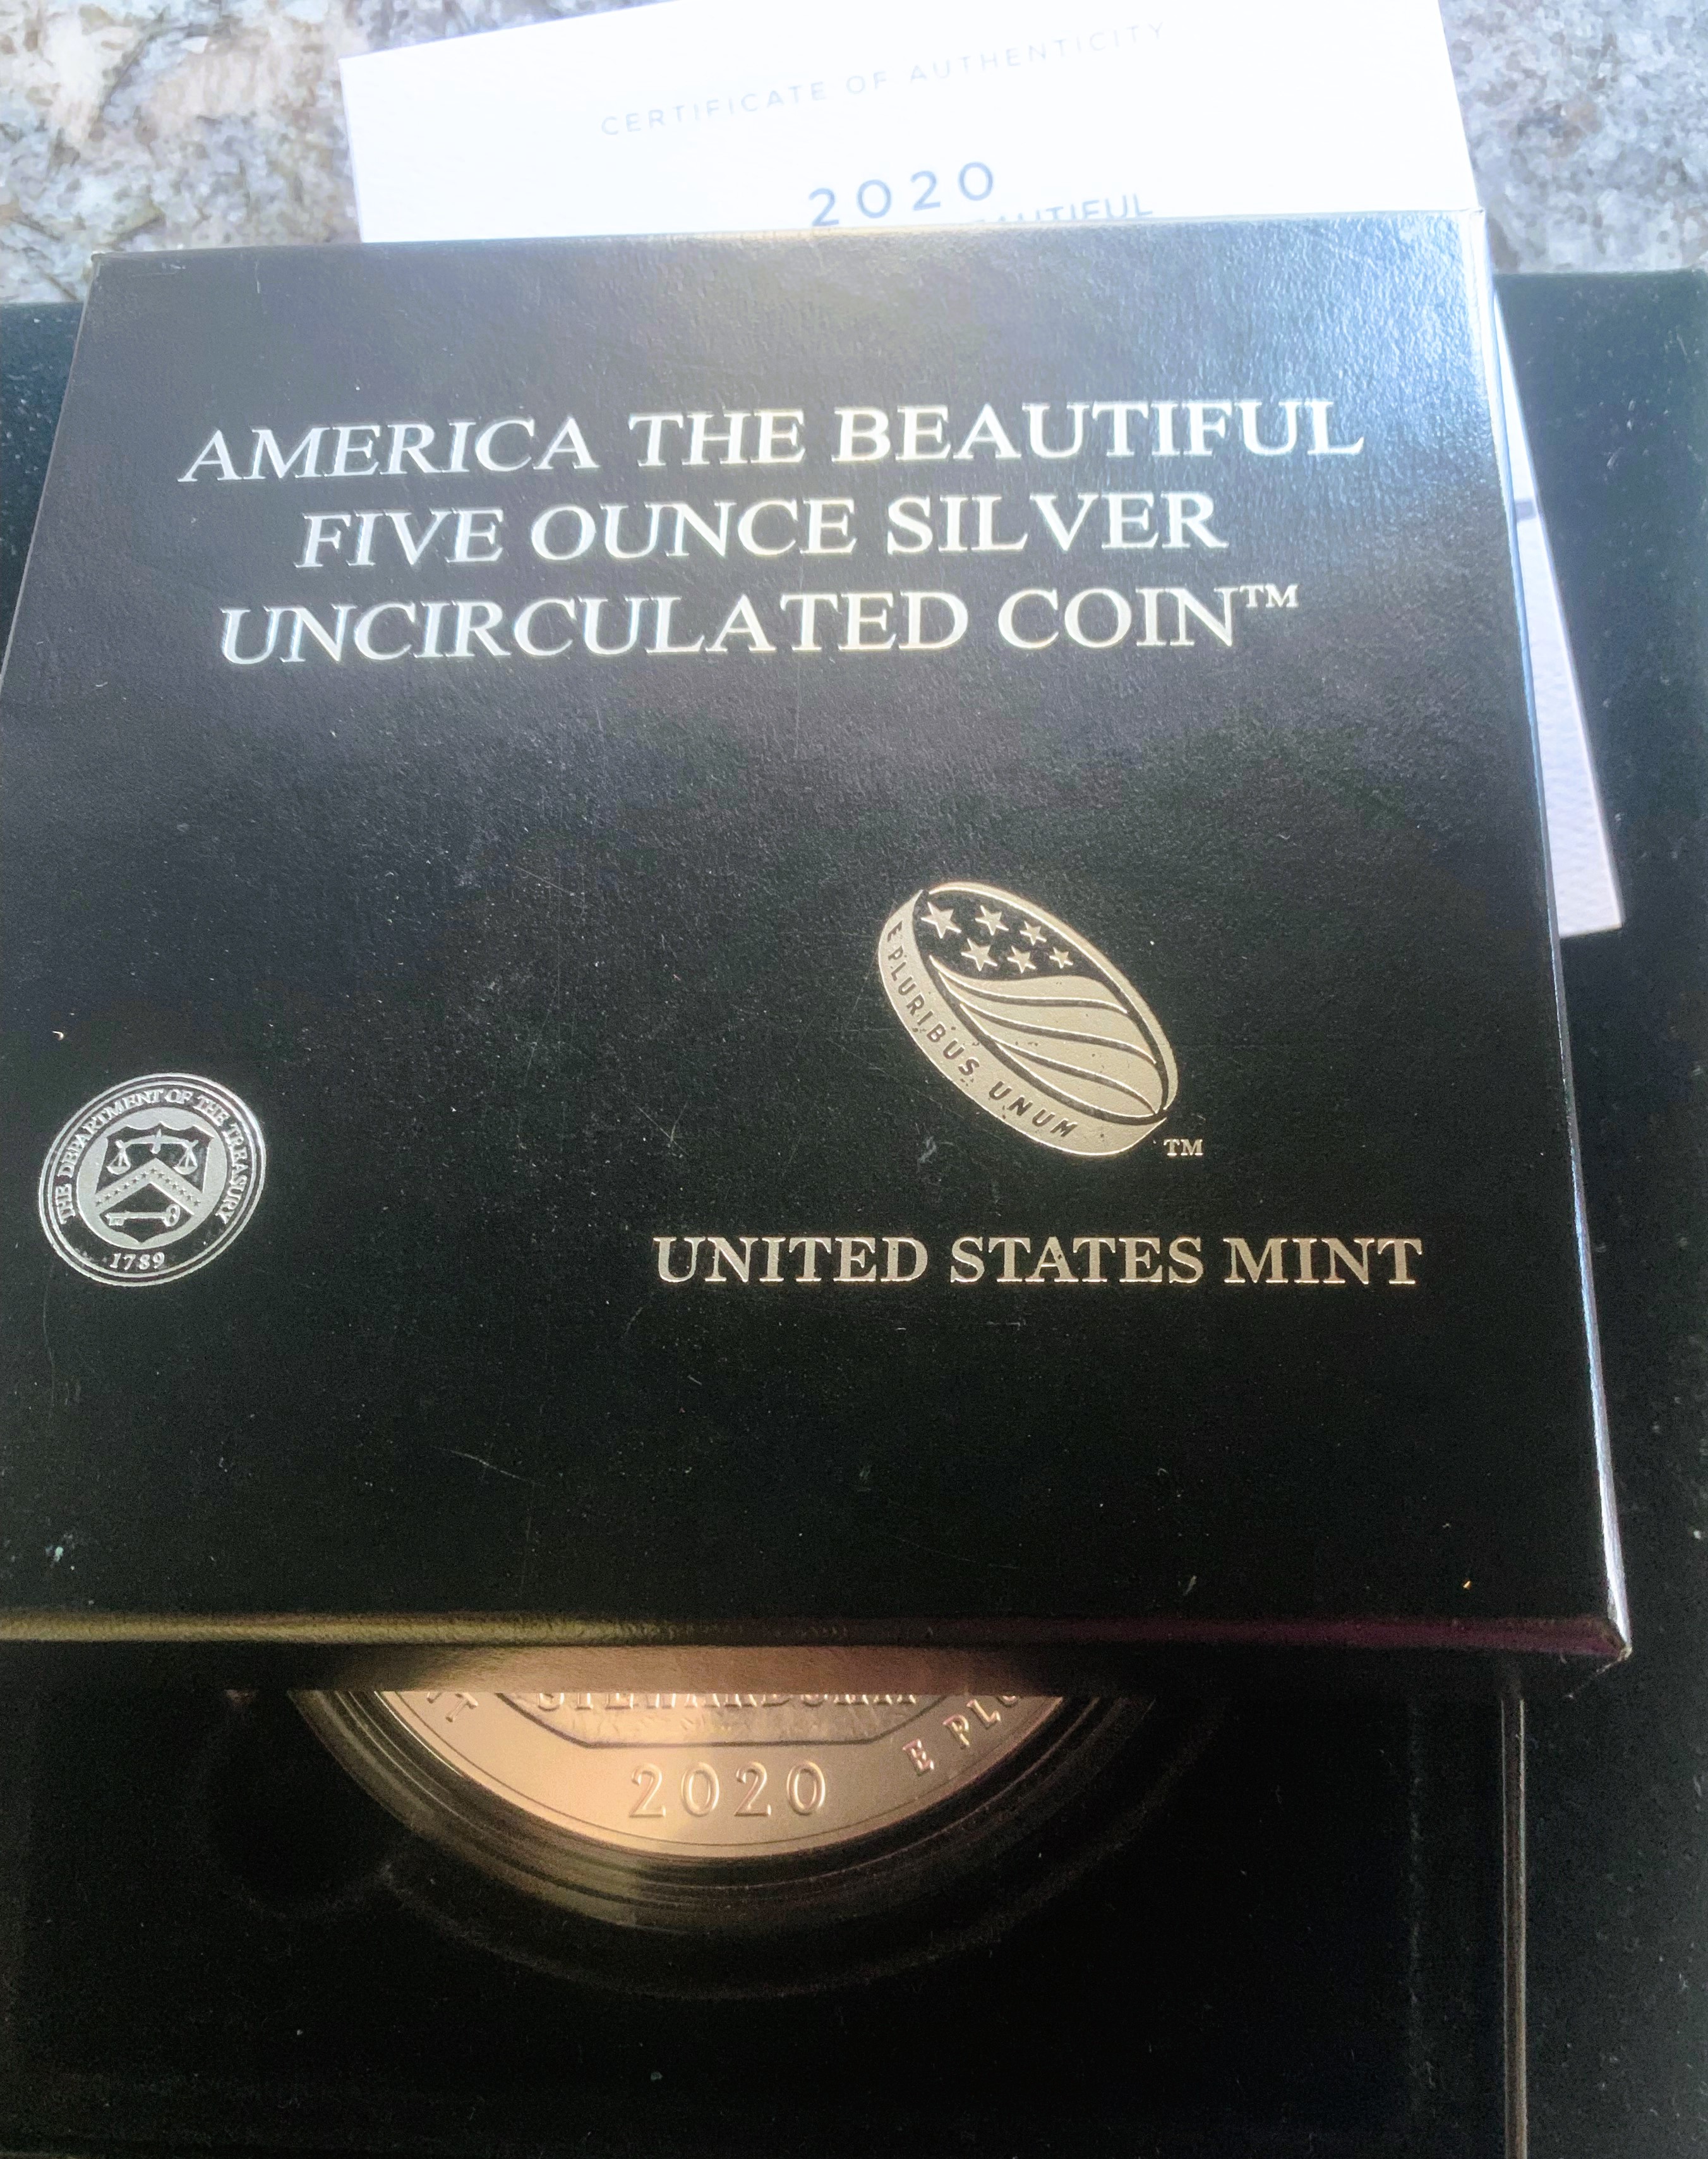 CERTIFICATE OF AUTHENTICITY
2020
AMERICA THE BEAUTIFUL
FIVE OUNCE SILVER
UNCIRCULATED COIN™
E PLURIBUS UNUM
TM
THE DEPARTMENT OF THE TREASURY
1789
UNITED STATES MINT
2020
E PLU